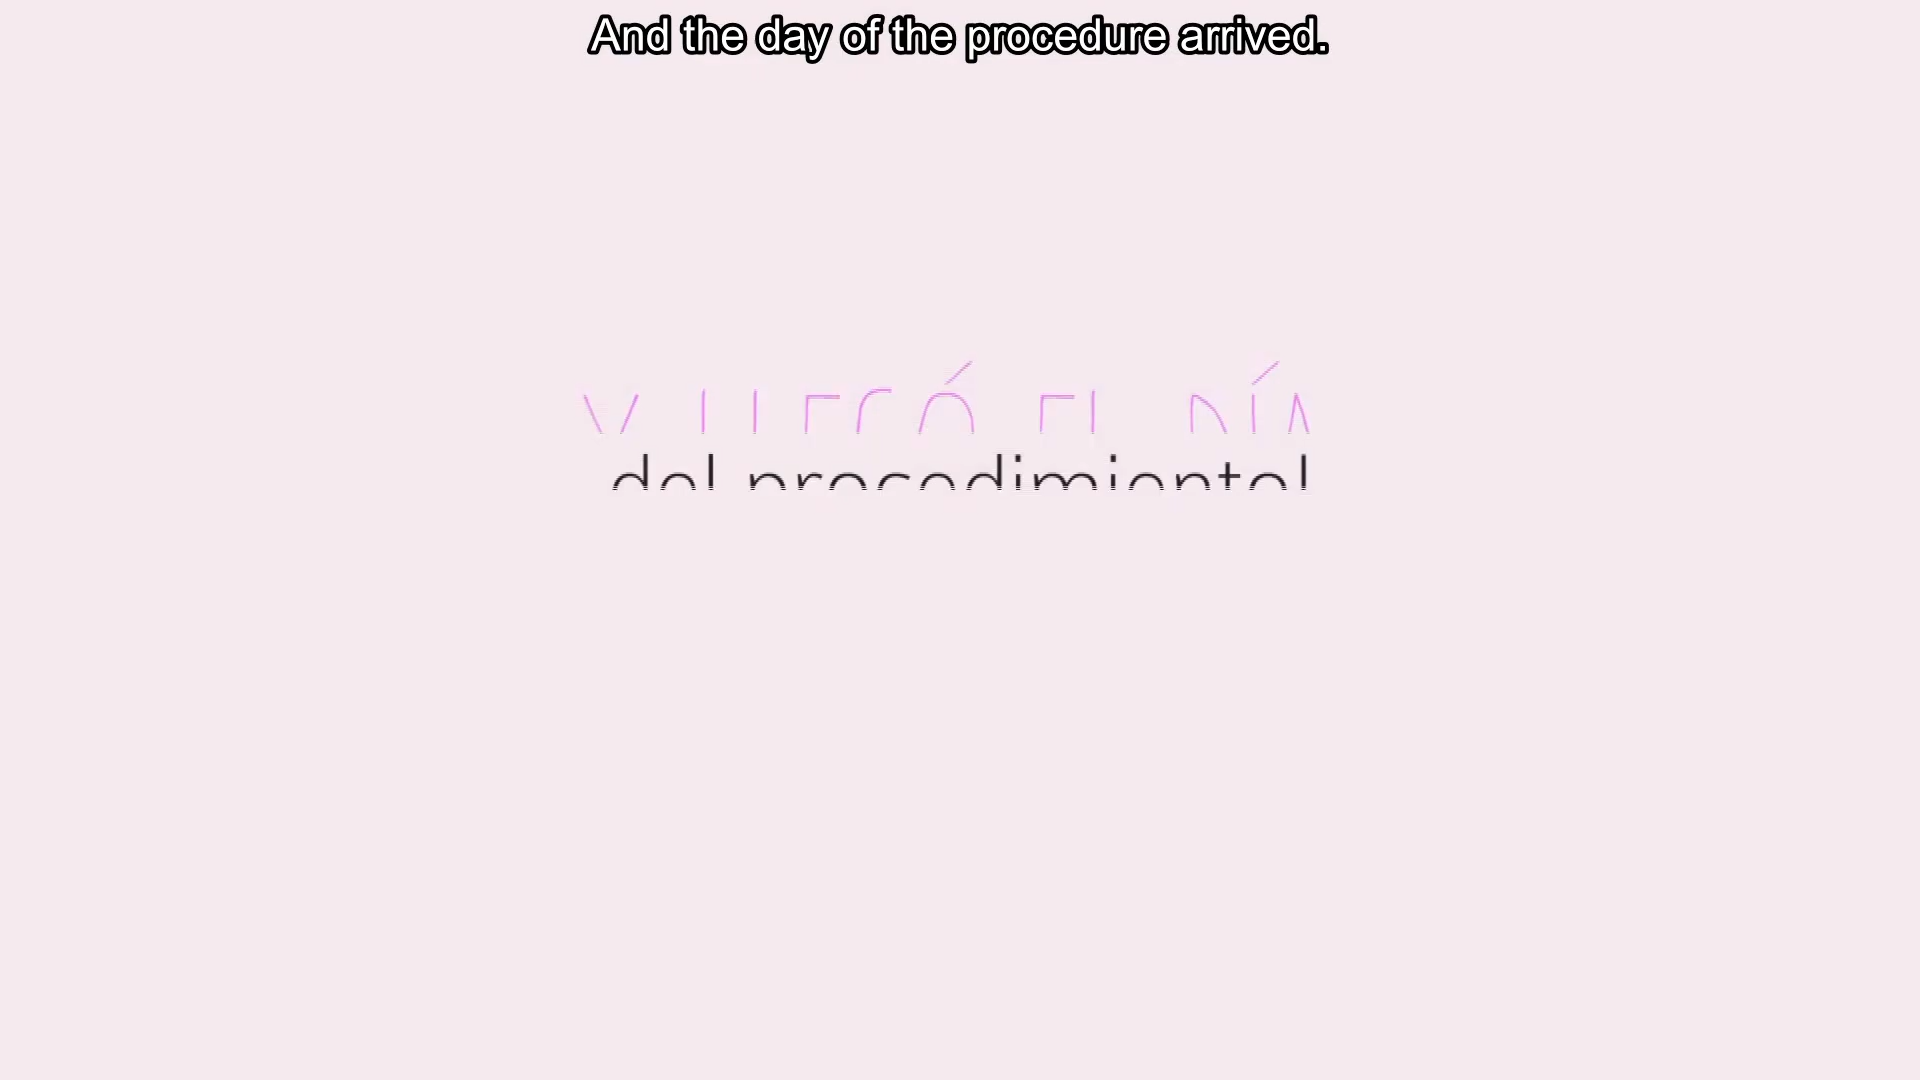 And the day of the procedure arrived.
Y LLEGÓ EL DÍA
del procedimiento!